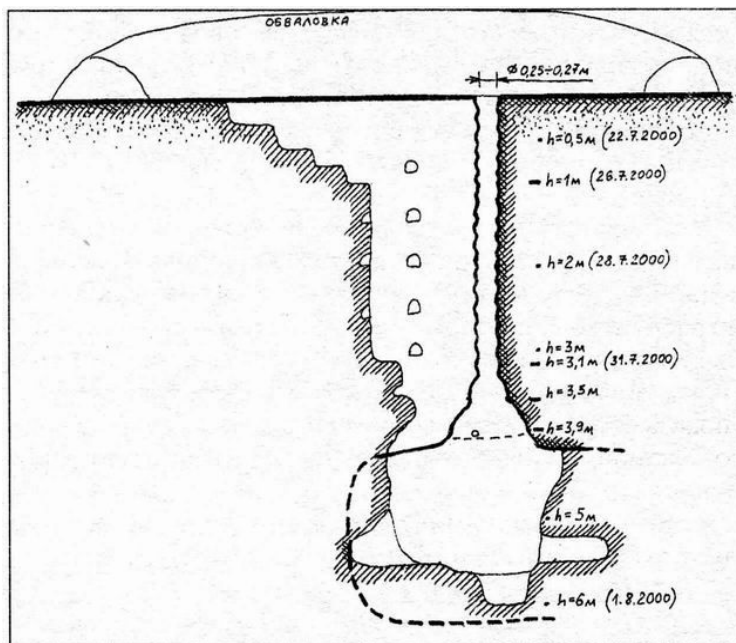 ОБВАЛОВКА
Ø 0,25÷0,27м
h=0,5м (22.7.2000)
h=1м (26.7.2000)
h=2м (28.7.2000)
h=3м
h=3,1м (31.7.2000)
h=3,5м
h=3,9м
h=5м
h=6м (1.8.2000)